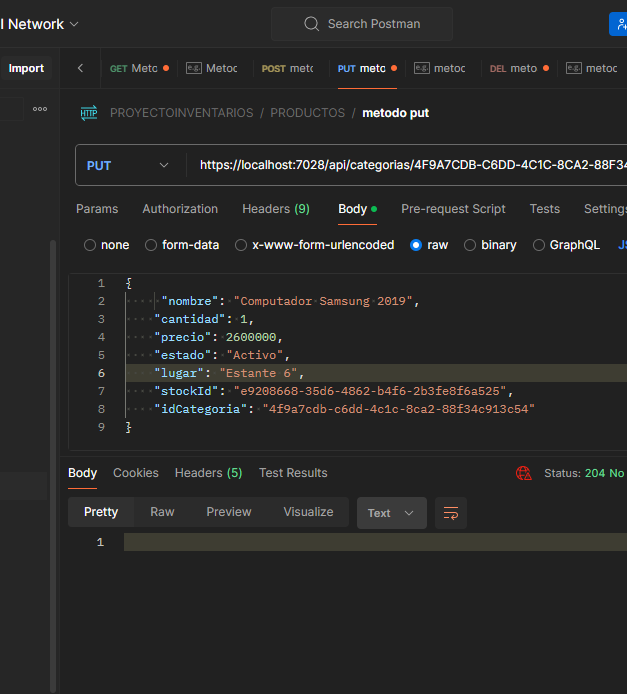 I Network
Search Postman
Import
GET Meto
e.g. Metoc
POST metc
PUT meto
e.g. metoc
DEL meto
e.g. metoc
HTTP PROYECTOINVENTARIOS / PRODUCTOS / metodo put
PUT
https://localhost:7028/api/categorias/4F9A7CDB-C6DD-4C1C-8CA2-88F34
Params Authorization Headers (9) Body Pre-request Script Tests Settings
none form-data x-www-form-urlencoded raw binary GraphQL JS
1 {
2 "nombre": "Computador Samsung 2019",
3 "cantidad": 1,
4 "precio": 2600000,
5 "estado": "Activo",
6 "lugar": "Estante 6",
7 "stockId": "e9208668-35d6-4862-b4f6-2b3fe8f6a525",
8 "idCategoria": "4f9a7cdb-c6dd-4c1c-8ca2-88f34c913c54"
9 }
Body Cookies Headers (5) Test Results Status: 204 No
Pretty Raw Preview Visualize Text
1